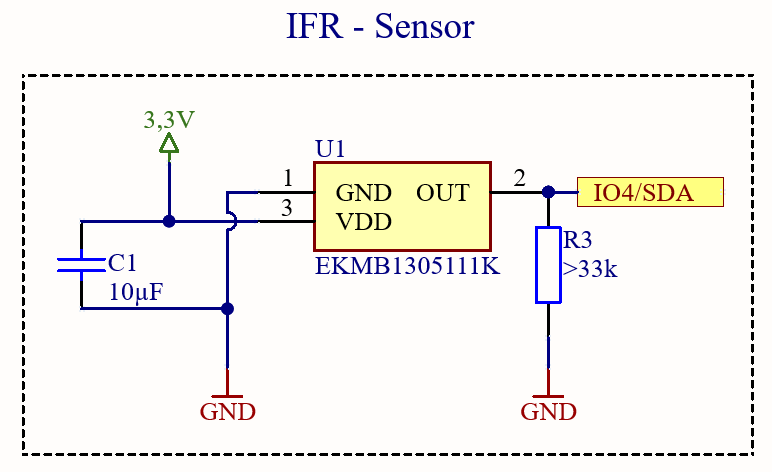 IFR - Sensor
3,3V
U1
1
GND
OUT
2
IO4/SDA
3
VDD
EKMB1305111K
C1
10µF
R3
>33k
GND
GND